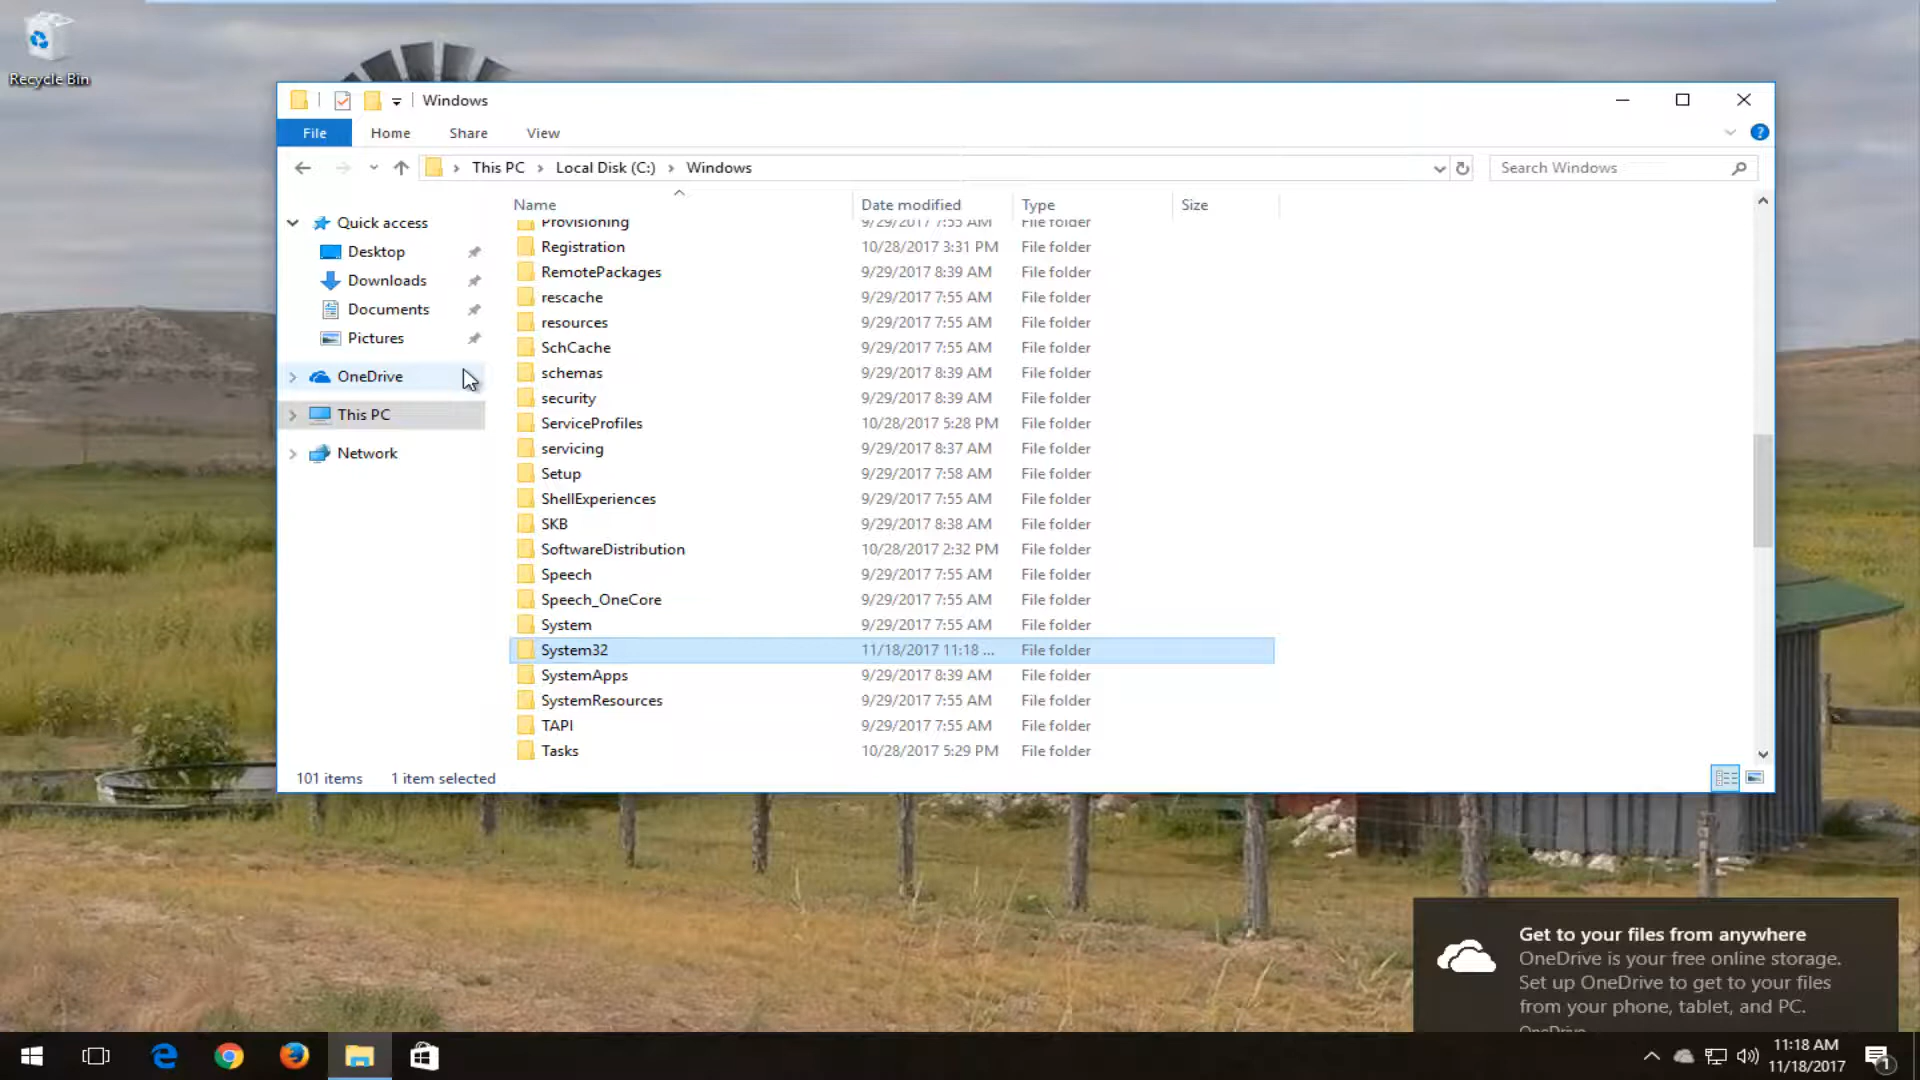 Recycle Bin
Windows
File Home Share View
This PC Local Disk (C:) Windows
Search Windows
Name Date modified Type Size
Quick access
Desktop
Downloads
Documents
Pictures
OneDrive
This PC
Network
Provisioning 9/29/2017 7:55 AM File folder
Registration 10/28/2017 3:31 PM File folder
RemotePackages 9/29/2017 8:39 AM File folder
rescache 9/29/2017 7:55 AM File folder
resources 9/29/2017 7:55 AM File folder
SchCache 9/29/2017 7:55 AM File folder
schemas 9/29/2017 8:39 AM File folder
security 9/29/2017 8:39 AM File folder
ServiceProfiles 10/28/2017 5:28 PM File folder
servicing 9/29/2017 8:37 AM File folder
Setup 9/29/2017 7:58 AM File folder
ShellExperiences 9/29/2017 7:55 AM File folder
SKB 9/29/2017 8:38 AM File folder
SoftwareDistribution 10/28/2017 2:32 PM File folder
Speech 9/29/2017 7:55 AM File folder
Speech_OneCore 9/29/2017 7:55 AM File folder
System 9/29/2017 7:55 AM File folder
System32 11/18/2017 11:18 ... File folder
SystemApps 9/29/2017 8:39 AM File folder
SystemResources 9/29/2017 7:55 AM File folder
TAPI 9/29/2017 7:55 AM File folder
Tasks 10/28/2017 5:29 PM File folder
101 items 1 item selected
Get to your files from anywhere
OneDrive is your free online storage.
Set up OneDrive to get to your files
from your phone, tablet, and PC.
OneDrive
11:18 AM
11/18/2017
1